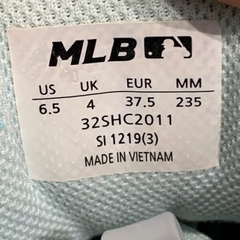 MLB
US UK EUR MM
6.5 4 37.5 235
32SHC2011
SI 1219(3)
MADE IN VIETNAM